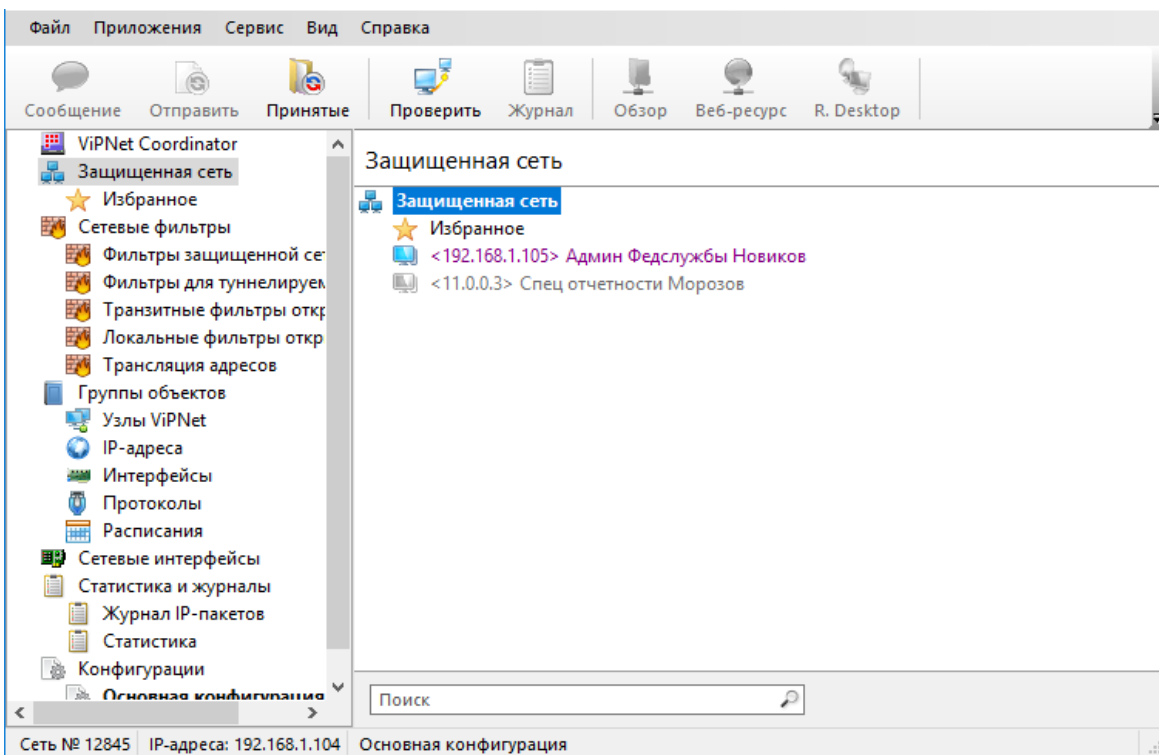 Файл Приложения Сервис Вид Справка
Сообщение Отправить Принятые Проверить Журнал Обзор Веб-ресурс R. Desktop
ViPNet Coordinator
Защищенная сеть
Избранное
Сетевые фильтры
Фильтры защищенной се
Фильтры для туннелируем
Транзитные фильтры откр
Локальные фильтры откр
Трансляция адресов
Группы объектов
Узлы ViPNet
IP-адреса
Интерфейсы
Протоколы
Расписания
Сетевые интерфейсы
Статистика и журналы
Журнал IP-пакетов
Статистика
Конфигурации
Основная конфигурация
Защищенная сеть
Защищенная сеть
Избранное
<192.168.1.105> Админ Федслужбы Новиков
<11.0.0.3> Спец отчетности Морозов
Поиск
Сеть № 12845 IP-адреса: 192.168.1.104 Основная конфигурация